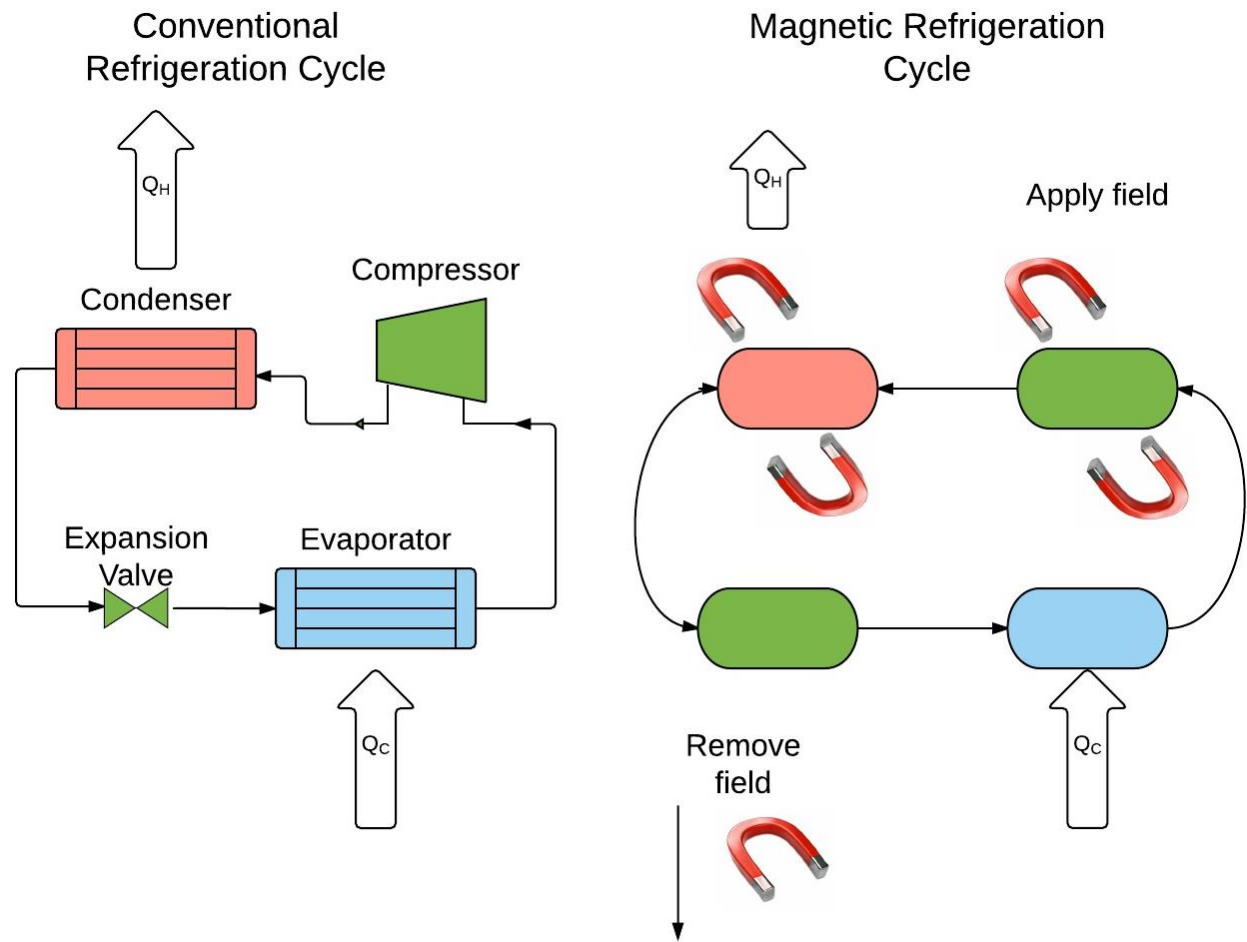 Conventional
Refrigeration Cycle
QH
Compressor
Condenser
Expansion
Valve
Evaporator
QC
Magnetic Refrigeration
Cycle
QH
Apply field
Remove
field
QC